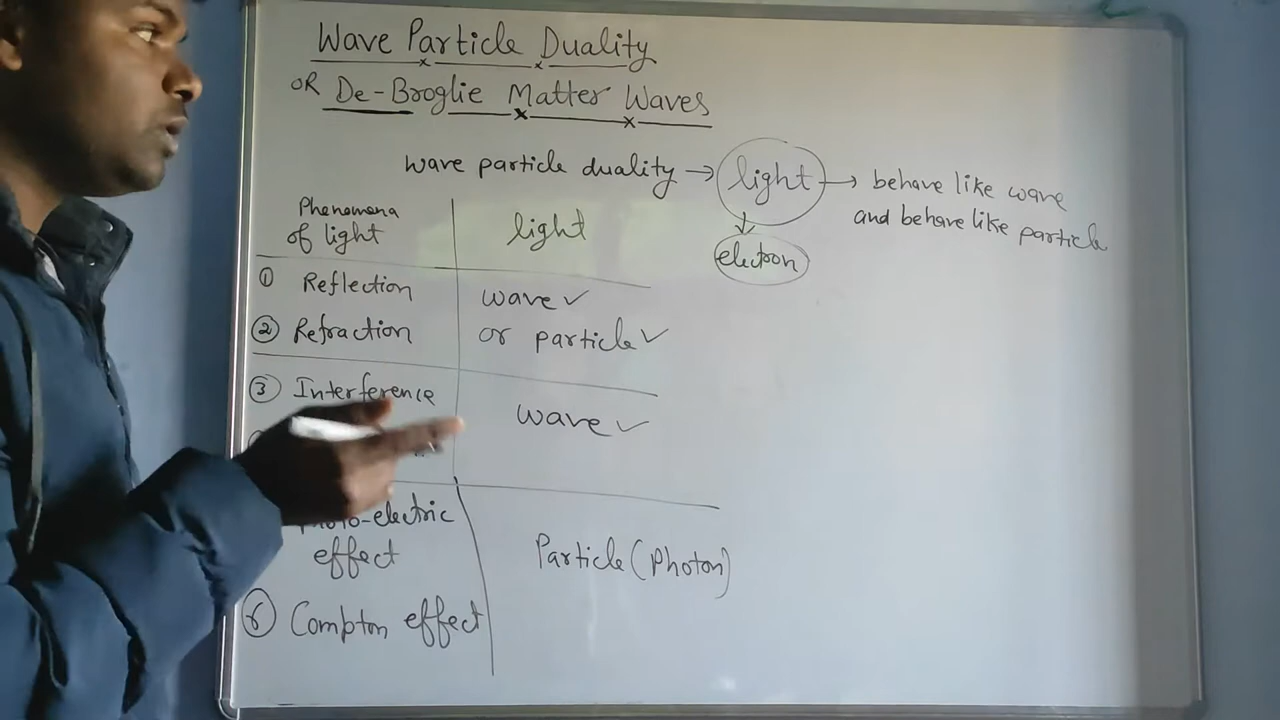 Wave Particle Duality
OR De-Broglie Matter Waves
wave particle duality → light → behave like wave
and behave like particle
electron
Phenomena of light
light
① Reflection
② Refraction
wave ✓
or particle ✓
③ Interference
wave ✓
Photo-electric
effect
Particle (Photon)
⑥ Compton effect